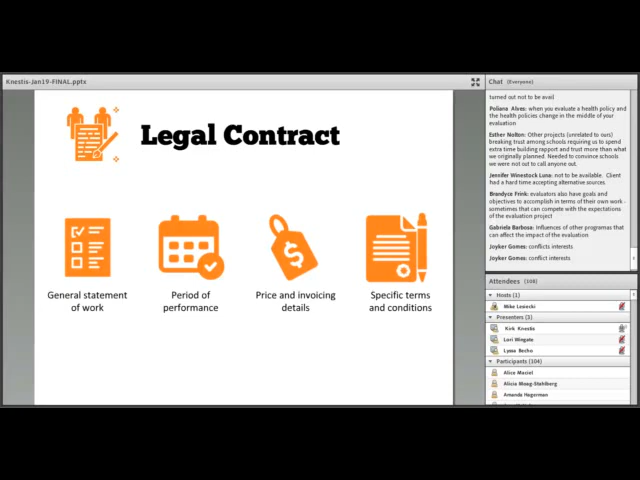 Knestis-Jan19-FINAL.pptx
Legal Contract
General statement
of work
Period of
performance
Price and invoicing
details
Specific terms
and conditions
Chat (Everyone)
turned out not to be avail
Poliana Alves: when you evaluate a health policy and
the health policies change in the middle of your
evaluation
Esther Nolton: Other projects (unrelated to ours)
breaking trust among schools requiring us to spend
extra time building rapport and trust more than what
we originally planned. Needed to convince schools
we were not to call anyone out.
Jennifer Winestock Luna: not to be available. Client
had a hard time accepting alternative sources.
Brandyce Frink: evaluators also have goals and
objectives to accomplish in terms of their own work -
sometimes that can compete with the expectations
of the evaluation project
Gabriela Barbosa: Influences of other programas that
can affect the impact of the evaluation
Joyker Gomes: conflicts interests
Joyker Gomes: conflict interests
Attendees (108)
Hosts (1)
Mike Lesiecki
Presenters (3)
Kirk Knestis
Lori Wingate
Lyssa Becho
Participants (104)
Alice Maciel
Alicia Moag-Stahlberg
Amanda Hagerman